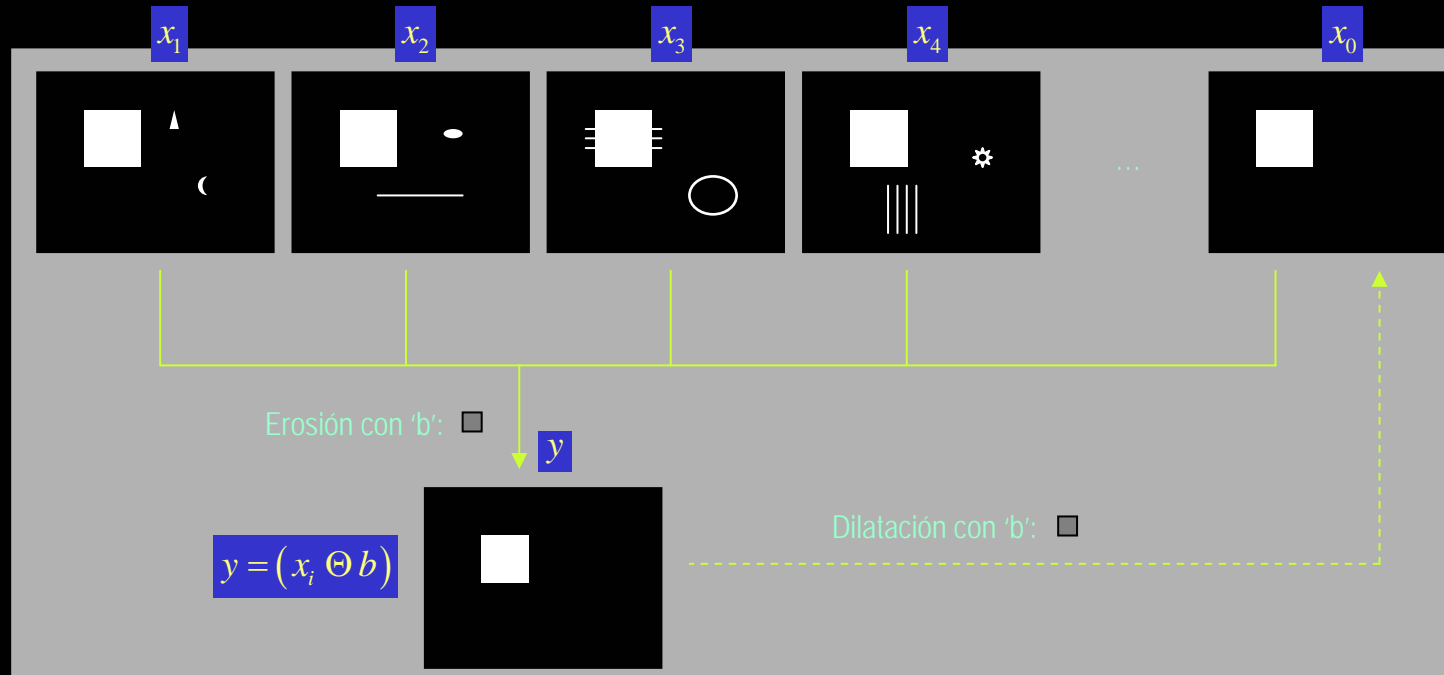 x₁ x₂ x₃ x₄ x₀
...
Erosión con ‘b’:
y
Dilatación con ‘b’:
y = (xᵢ Θ b)